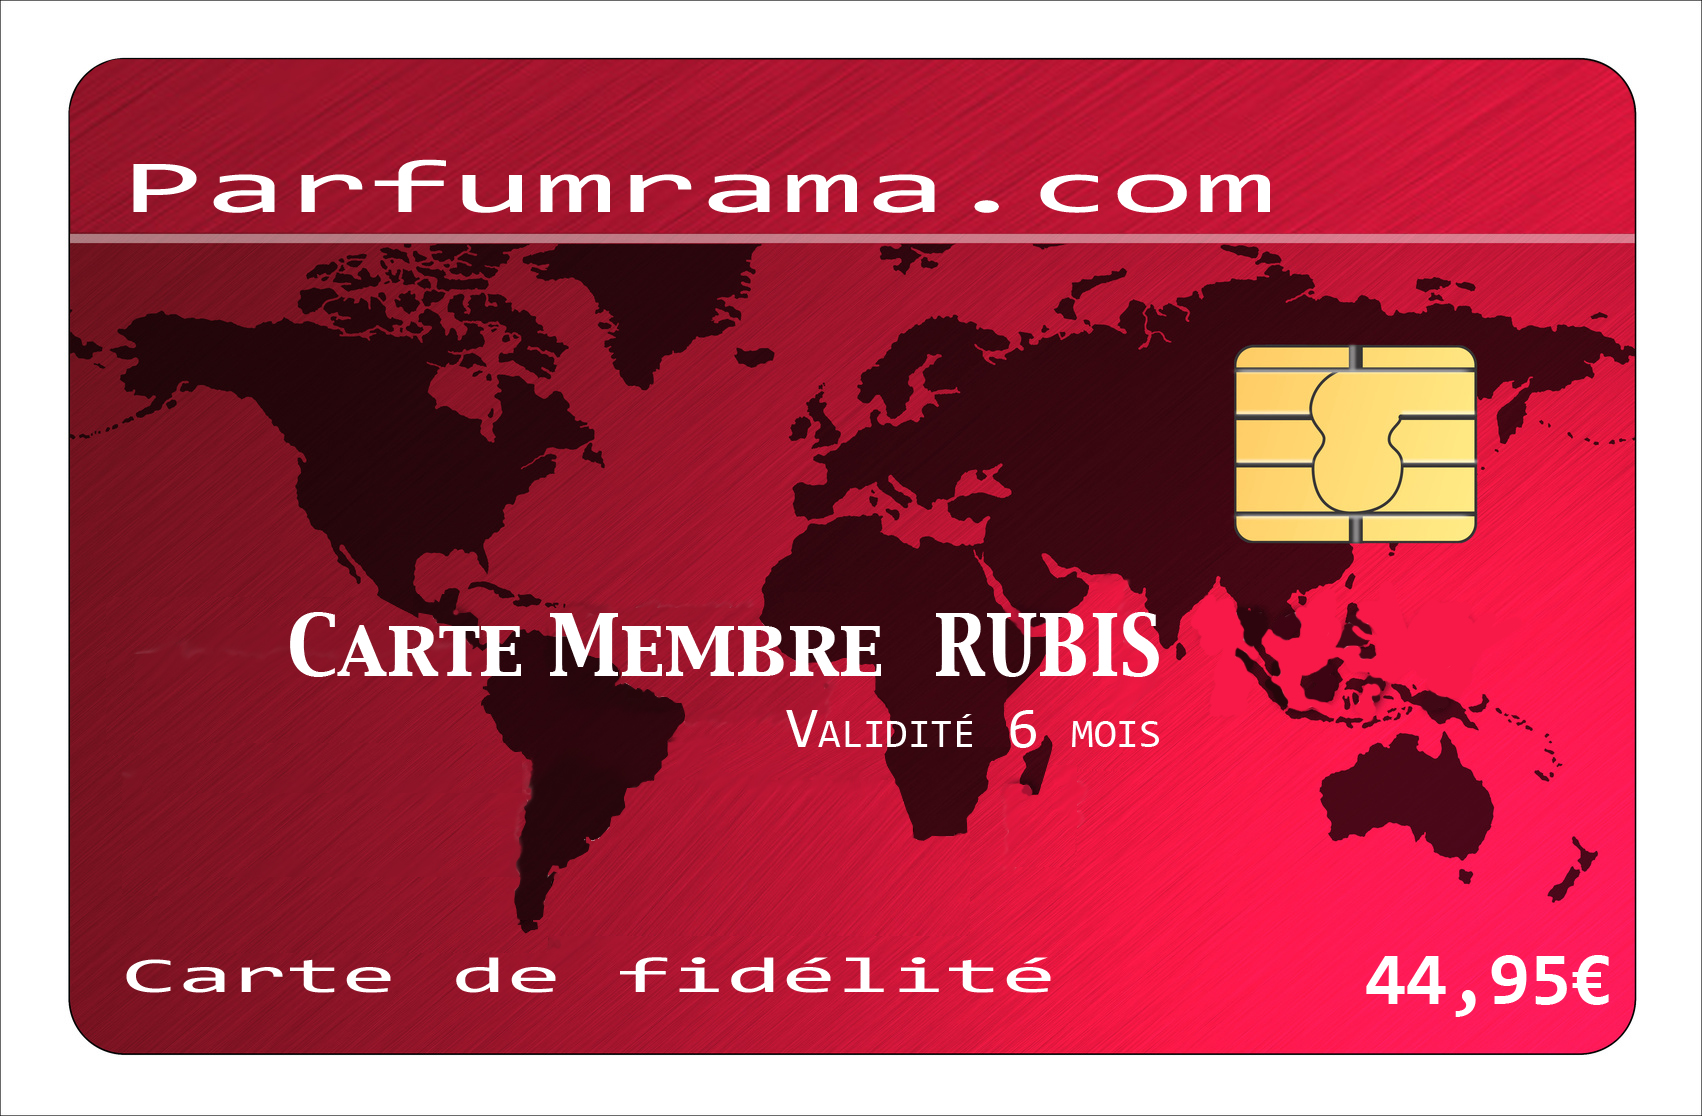 Parfumrama.com
Carte Membre RUBIS
Validité 6 mois
Carte de fidélité
44,95€